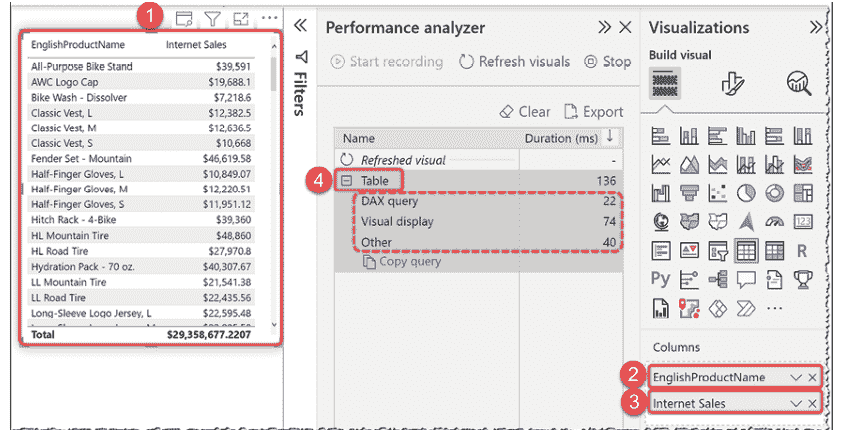 1
EnglishProductName Internet Sales
All-Purpose Bike Stand $39,591
AWC Logo Cap $19,688.1
Bike Wash - Dissolver $7,218.6
Classic Vest, L $12,382.5
Classic Vest, M $12,636.5
Classic Vest, S $10,668
Fender Set - Mountain $46,619.58
Half-Finger Gloves, L $10,849.07
Half-Finger Gloves, M $12,220.51
Half-Finger Gloves, S $11,951.12
Hitch Rack - 4-Bike $39,360
HL Mountain Tire $48,860
HL Road Tire $27,970.8
Hydration Pack - 70 oz. $40,307.67
LL Mountain Tire $21,541.38
LL Road Tire $22,435.56
Long-Sleeve Logo Jersey, L $22,595.48
Total $29,358,677.2207
Filters
Performance analyzer
Start recording Refresh visuals Stop
Clear Export
Name Duration (ms)
Refreshed visual -
4 Table 136
DAX query 22
Visual display 74
Other 40
Copy query
Visualizations
Build visual
123
R
Py
Columns
2 EnglishProductName
3 Internet Sales